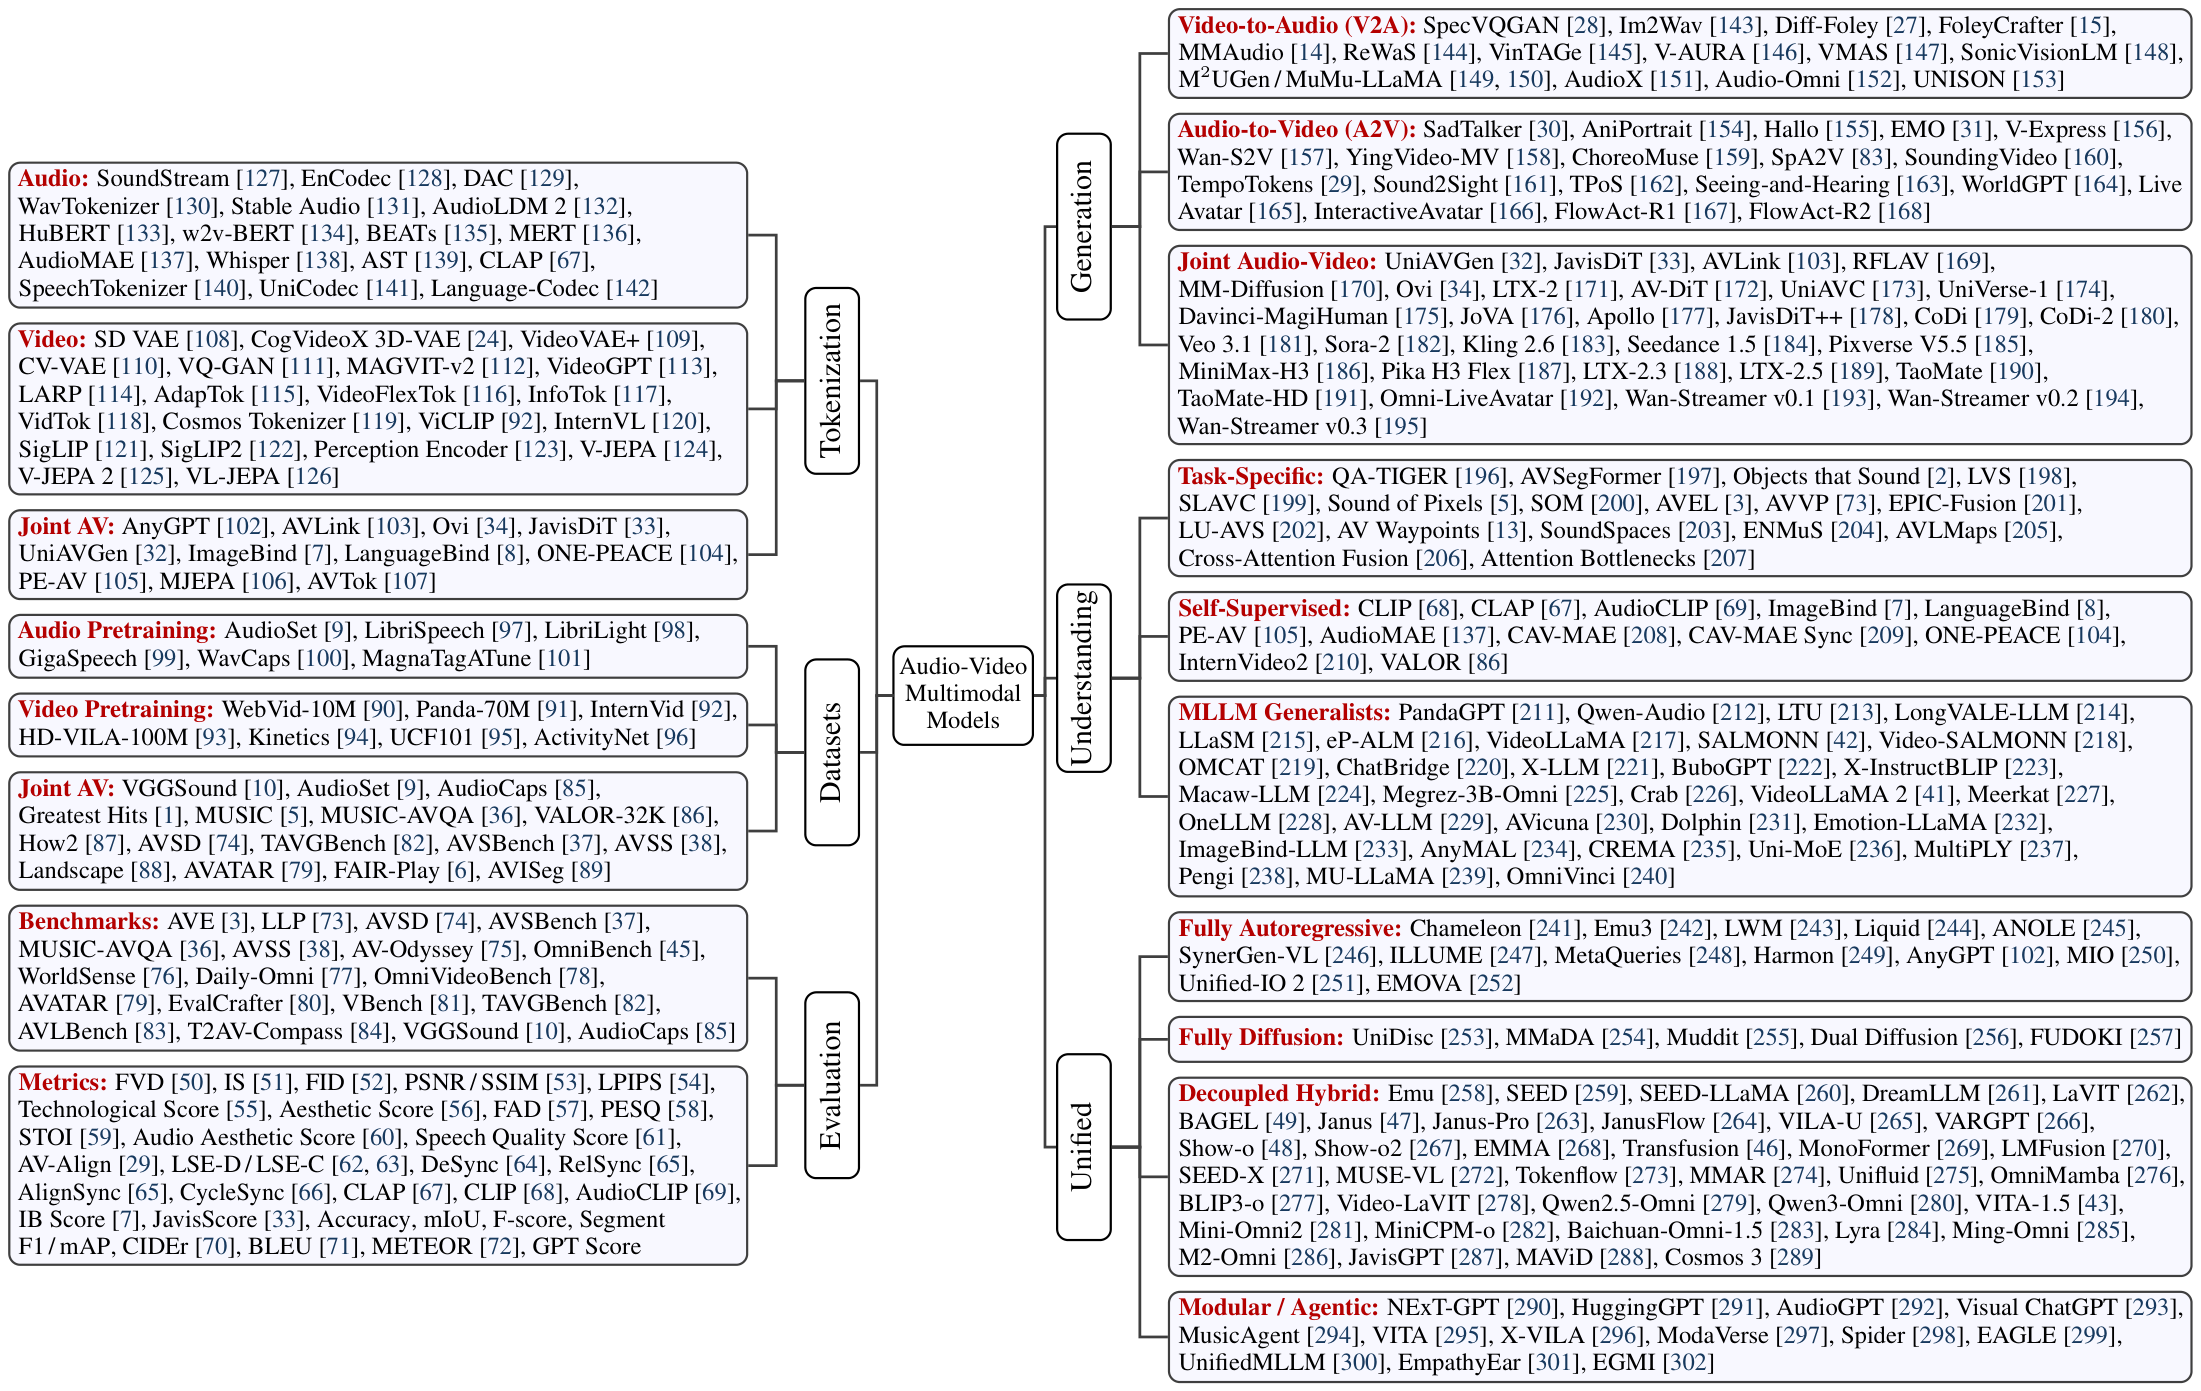 Audio: SoundStream [127], EnCodec [128], DAC [129],
WavTokenizer [130], Stable Audio [131], AudioLDM 2 [132],
HuBERT [133], w2v-BERT [134], BEATs [135], MERT [136],
AudioMAE [137], Whisper [138], AST [139], CLAP [67],
SpeechTokenizer [140], UniCodec [141], Language-Codec [142]
Video: SD VAE [108], CogVideoX 3D-VAE [24], VideoVAE+ [109],
CV-VAE [110], VQ-GAN [111], MAGVIT-v2 [112], VideoGPT [113],
LARP [114], AdapTok [115], VideoFlexTok [116], InfoTok [117],
VidTok [118], Cosmos Tokenizer [119], ViCLIP [92], InternVL [120],
SigLIP [121], SigLIP2 [122], Perception Encoder [123], V-JEPA [124],
V-JEPA 2 [125], VL-JEPA [126]
Joint AV: AnyGPT [102], AVLink [103], Ovi [34], JavisDiT [33],
UniAVGen [32], ImageBind [7], LanguageBind [8], ONE-PEACE [104],
PE-AV [105], MJEPA [106], AVTok [107]
Tokenization
Audio Pretraining: AudioSet [9], LibriSpeech [97], LibriLight [98],
GigaSpeech [99], WavCaps [100], MagnaTagATune [101]
Video Pretraining: WebVid-10M [90], Panda-70M [91], InternVid [92],
HD-VILA-100M [93], Kinetics [94], UCF101 [95], ActivityNet [96]
Joint AV: VGGSound [10], AudioSet [9], AudioCaps [85],
Greatest Hits [1], MUSIC [5], MUSIC-AVQA [36], VALOR-32K [86],
How2 [87], AVSD [74], TAVGBench [82], AVSBench [37], AVSS [38],
Landscape [88], AVATAR [79], FAIR-Play [6], AVISeg [89]
Datasets
Benchmarks: AVE [3], LLP [73], AVSD [74], AVSBench [37],
MUSIC-AVQA [36], AVSS [38], AV-Odyssey [75], OmniBench [45],
WorldSense [76], Daily-Omni [77], OmniVideoBench [78],
AVATAR [79], EvalCrafter [80], VBench [81], TAVGBench [82],
AVLBench [83], T2AV-Compass [84], VGGSound [10], AudioCaps [85]
Metrics: FVD [50], IS [51], FID [52], PSNR / SSIM [53], LPIPS [54],
Technological Score [55], Aesthetic Score [56], FAD [57], PESQ [58],
STOI [59], Audio Aesthetic Score [60], Speech Quality Score [61],
AV-Align [29], LSE-D / LSE-C [62, 63], DeSync [64], RelSync [65],
AlignSync [65], CycleSync [66], CLAP [67], CLIP [68], AudioCLIP [69],
IB Score [7], JavisScore [33], Accuracy, mIoU, F-score, Segment
F1 / mAP, CIDEr [70], BLEU [71], METEOR [72], GPT Score
Evaluation
Audio-Video
Multimodal
Models
Generation
Video-to-Audio (V2A): SpecVQGAN [28], Im2Wav [143], Diff-Foley [27], FoleyCrafter [15],
MMAudio [14], ReWaS [144], VinTAGe [145], V-AURA [146], VMAS [147], SonicVisionLM [148],
M²UGen / MuMu-LLaMA [149, 150], AudioX [151], Audio-Omni [152], UNISON [153]
Audio-to-Video (A2V): SadTalker [30], AniPortrait [154], Hallo [155], EMO [31], V-Express [156],
Wan-S2V [157], YingVideo-MV [158], ChoreoMuse [159], SpA2V [83], SoundingVideo [160],
TempoTokens [29], Sound2Sight [161], TPoS [162], Seeing-and-Hearing [163], WorldGPT [164], Live
Avatar [165], InteractiveAvatar [166], FlowAct-R1 [167], FlowAct-R2 [168]
Joint Audio-Video: UniAVGen [32], JavisDiT [33], AVLink [103], RFLAV [169],
MM-Diffusion [170], Ovi [34], LTX-2 [171], AV-DiT [172], UniAVC [173], UniVerse-1 [174],
Davinci-MagiHuman [175], JoVA [176], Apollo [177], JavisDiT++ [178], CoDi [179], CoDi-2 [180],
Veo 3.1 [181], Sora-2 [182], Kling 2.6 [183], Seedance 1.5 [184], Pixverse V5.5 [185],
MiniMax-H3 [186], Pika H3 Flex [187], LTX-2.3 [188], LTX-2.5 [189], TaoMate [190],
TaoMate-HD [191], Omni-LiveAvatar [192], Wan-Streamer v0.1 [193], Wan-Streamer v0.2 [194],
Wan-Streamer v0.3 [195]
Understanding
Task-Specific: QA-TIGER [196], AVSegFormer [197], Objects that Sound [2], LVS [198],
SLAVC [199], Sound of Pixels [5], SOM [200], AVEL [3], AVVP [73], EPIC-Fusion [201],
LU-AVS [202], AV Waypoints [13], SoundSpaces [203], ENMuS [204], AVLMaps [205],
Cross-Attention Fusion [206], Attention Bottlenecks [207]
Self-Supervised: CLIP [68], CLAP [67], AudioCLIP [69], ImageBind [7], LanguageBind [8],
PE-AV [105], AudioMAE [137], CAV-MAE [208], CAV-MAE Sync [209], ONE-PEACE [104],
InternVideo2 [210], VALOR [86]
MLLM Generalists: PandaGPT [211], Qwen-Audio [212], LTU [213], LongVALE-LLM [214],
LLaSM [215], eP-ALM [216], VideoLLaMA [217], SALMONN [42], Video-SALMONN [218],
OMCAT [219], ChatBridge [220], X-LLM [221], BuboGPT [222], X-InstructBLIP [223],
Macaw-LLM [224], Megrez-3B-Omni [225], Crab [226], VideoLLaMA 2 [41], Meerkat [227],
OneLLM [228], AV-LLM [229], AVicuna [230], Dolphin [231], Emotion-LLaMA [232],
ImageBind-LLM [233], AnyMAL [234], CREMA [235], Uni-MoE [236], MultiPLY [237],
Pengi [238], MU-LLaMA [239], OmniVinci [240]
Unified
Fully Autoregressive: Chameleon [241], Emu3 [242], LWM [243], Liquid [244], ANOLE [245],
SynerGen-VL [246], ILLUME [247], MetaQueries [248], Harmon [249], AnyGPT [102], MIO [250],
Unified-IO 2 [251], EMOVA [252]
Fully Diffusion: UniDisc [253], MMaDA [254], Muddit [255], Dual Diffusion [256], FUDOKI [257]
Decoupled Hybrid: Emu [258], SEED [259], SEED-LLaMA [260], DreamLLM [261], LaVIT [262],
BAGEL [49], Janus [47], Janus-Pro [263], JanusFlow [264], VILA-U [265], VARGPT [266],
Show-o [48], Show-o2 [267], EMMA [268], Transfusion [46], MonoFormer [269], LMFusion [270],
SEED-X [271], MUSE-VL [272], Tokenflow [273], MMAR [274], Unifluid [275], OmniMamba [276],
BLIP3-o [277], Video-LaVIT [278], Qwen2.5-Omni [279], Qwen3-Omni [280], VITA-1.5 [43],
Mini-Omni2 [281], MiniCPM-o [282], Baichuan-Omni-1.5 [283], Lyra [284], Ming-Omni [285],
M2-Omni [286], JavisGPT [287], MAViD [288], Cosmos 3 [289]
Modular / Agentic: NExT-GPT [290], HuggingGPT [291], AudioGPT [292], Visual ChatGPT [293],
MusicAgent [294], VITA [295], X-VILA [296], ModaVerse [297], Spider [298], EAGLE [299],
UnifiedMLLM [300], EmpathyEar [301], EGMI [302]